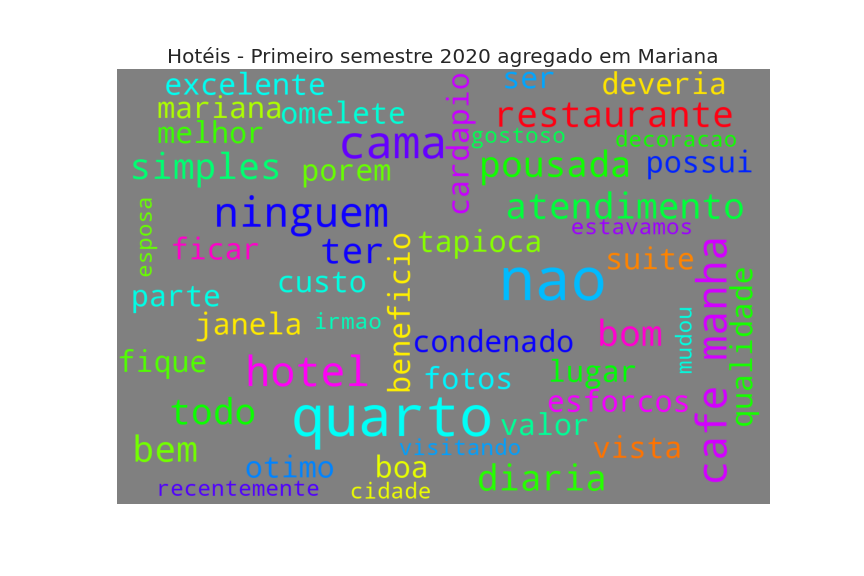 Hotéis - Primeiro semestre 2020 agregado em Mariana
excelente
ser
deveria
mariana
omelete
cardapio
restaurante
melhor
cama
gostoso
decoracao
simples
porem
pousada
possui
esposa
ninguem
atendimento
estavamos
ficar
ter
beneficio
tapioca
suite
cafe manha
parte
custo
nao
qualidade
janela
irmao
condenado
bom
mudou
fique
hotel
fotos
lugar
todo
quarto
valor
esforcos
bem
visitando
vista
otimo
boa
diaria
recentemente
cidade